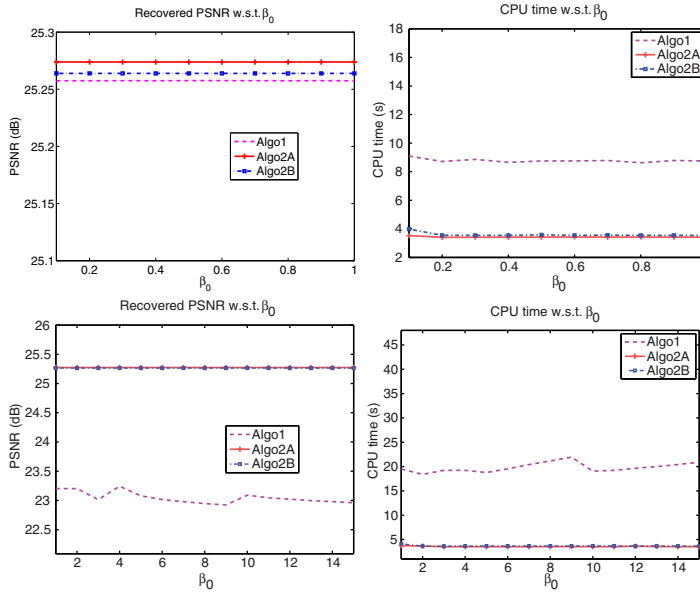 Recovered PSNR w.s.t. β0
PSNR (dB)
25.3
25.25
25.2
25.15
25.1
0.2 0.4 0.6 0.8 1
β0
Algo1
Algo2A
Algo2B
CPU time w.s.t. β0
CPU time (s)
18
16
14
12
10
8
6
4
2
0.2 0.4 0.6 0.8
β0
Algo1
Algo2A
Algo2B
Recovered PSNR w.s.t. β0
PSNR (dB)
26
25.5
25
24.5
24
23.5
23
22.5
2 4 6 8 10 12 14
β0
Algo1
Algo2A
Algo2B
CPU time w.s.t. β0
CPU time (s)
45
40
35
30
25
20
15
10
5
2 4 6 8 10 12 14
β0
Algo1
Algo2A
Algo2B